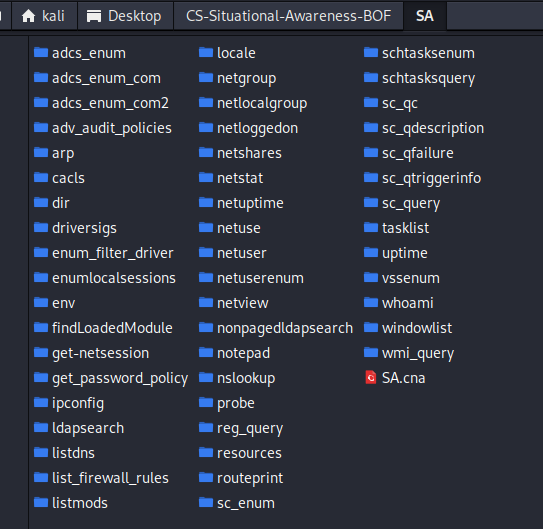 kali Desktop CS-Situational-Awareness-BOF SA
adcs_enum
adcs_enum_com
adcs_enum_com2
adv_audit_policies
arp
cacls
dir
driversigs
enum_filter_driver
enumlocalsessions
env
findLoadedModule
get-netsession
get_password_policy
ipconfig
ldapsearch
listdns
list_firewall_rules
listmods
locale
netgroup
netlocalgroup
netloggedon
netshares
netstat
netuptime
netuse
netuser
netuserenum
netview
nonpagedldapsearch
notepad
nslookup
probe
reg_query
resources
routeprint
sc_enum
schtasksenum
schtasksquery
sc_qc
sc_qdescription
sc_qfailure
sc_qtriggerinfo
sc_query
tasklist
uptime
vssenum
whoami
windowlist
wmi_query
SA.cna